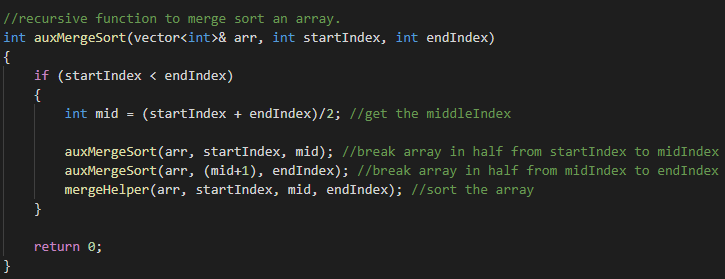 //recursive function to merge sort an array.
int auxMergeSort(vector<int>& arr, int startIndex, int endIndex)
{
    if (startIndex < endIndex)
    {
        int mid = (startIndex + endIndex)/2; //get the middleIndex
        auxMergeSort(arr, startIndex, mid); //break array in half from startIndex to midIndex
        auxMergeSort(arr, (mid+1), endIndex); //break array in half from midIndex to endIndex
        mergeHelper(arr, startIndex, mid, endIndex); //sort the array
    }
    return 0;
}